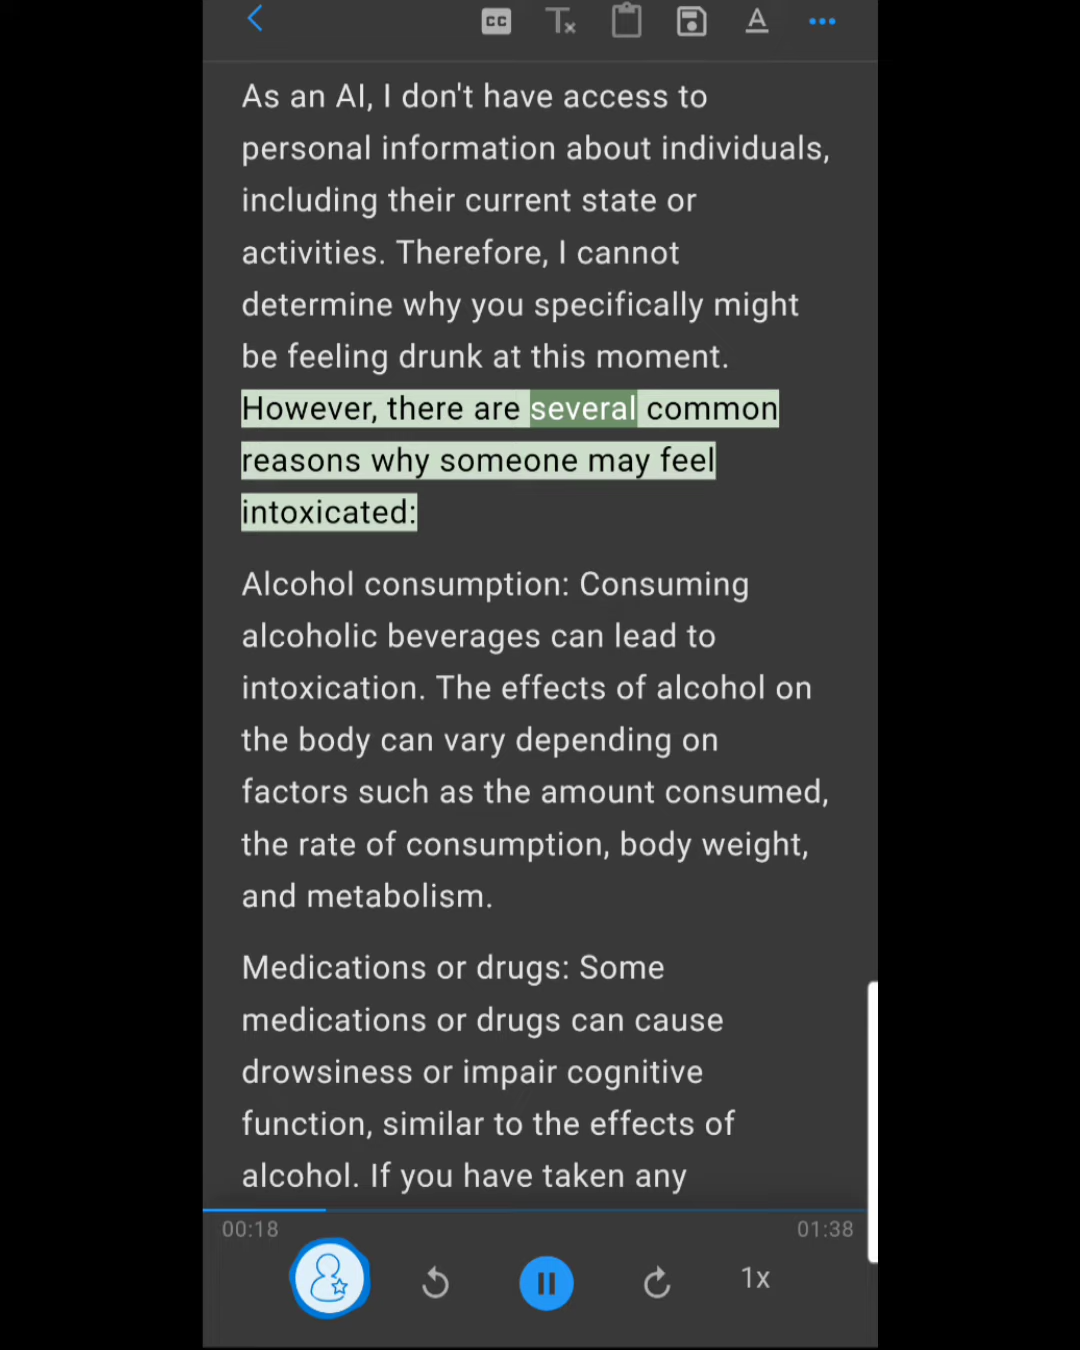 CC
As an AI, I don't have access to
personal information about individuals,
including their current state or
activities. Therefore, I cannot
determine why you specifically might
be feeling drunk at this moment.
However, there are several common
reasons why someone may feel
intoxicated:
Alcohol consumption: Consuming
alcoholic beverages can lead to
intoxication. The effects of alcohol on
the body can vary depending on
factors such as the amount consumed,
the rate of consumption, body weight,
and metabolism.
Medications or drugs: Some
medications or drugs can cause
drowsiness or impair cognitive
function, similar to the effects of
alcohol. If you have taken any
00:18 01:38
1x